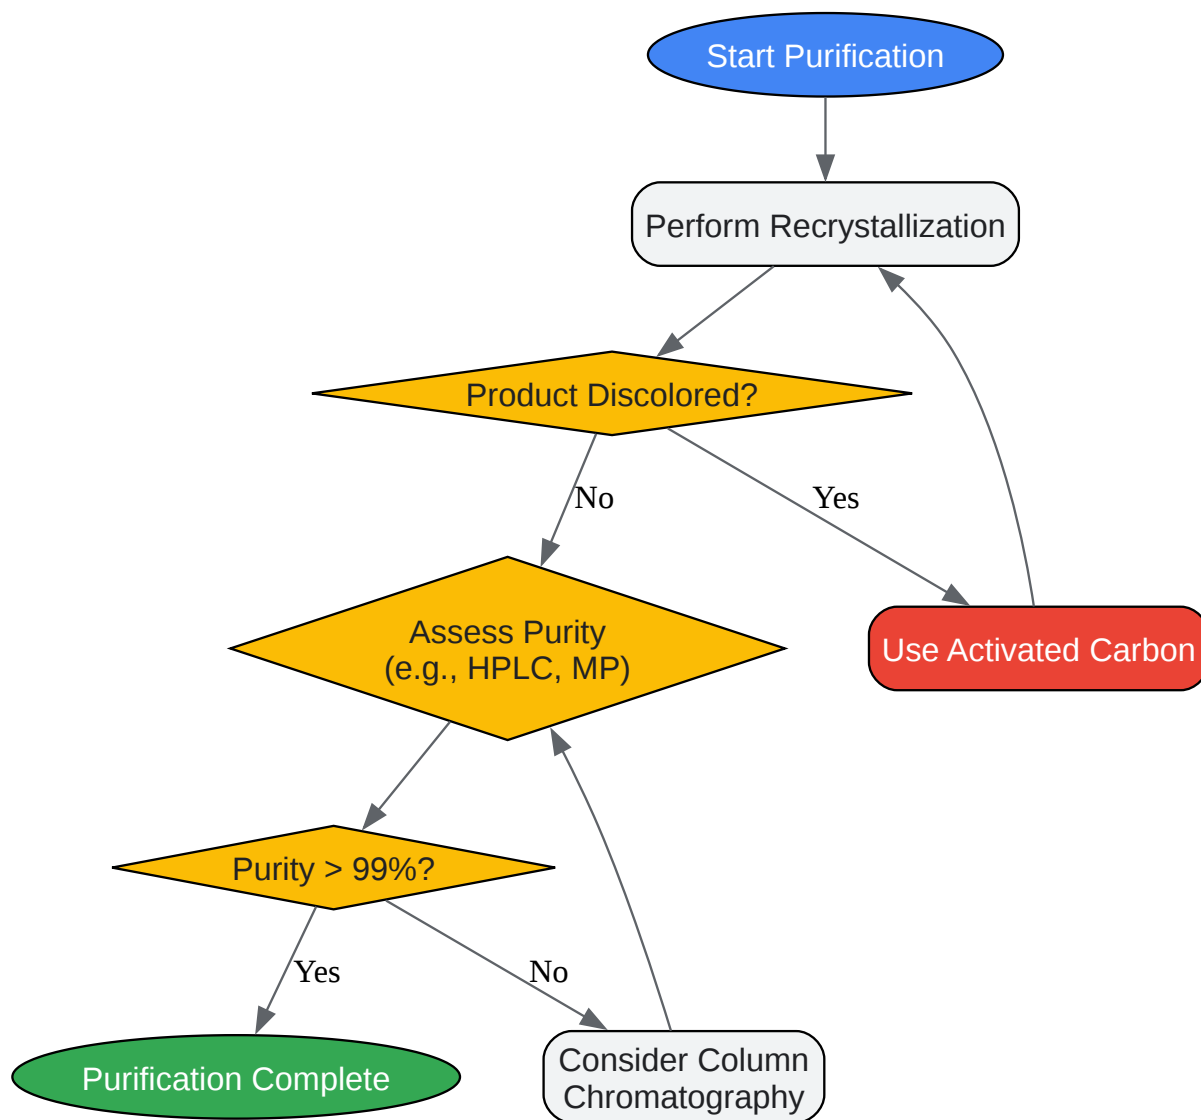 Start Purification
Perform Recrystallization
Product Discolored?
No
Yes
Assess Purity
(e.g., HPLC, MP)
Use Activated Carbon
Purity > 99%?
Yes
No
Purification Complete
Consider Column
Chromatography